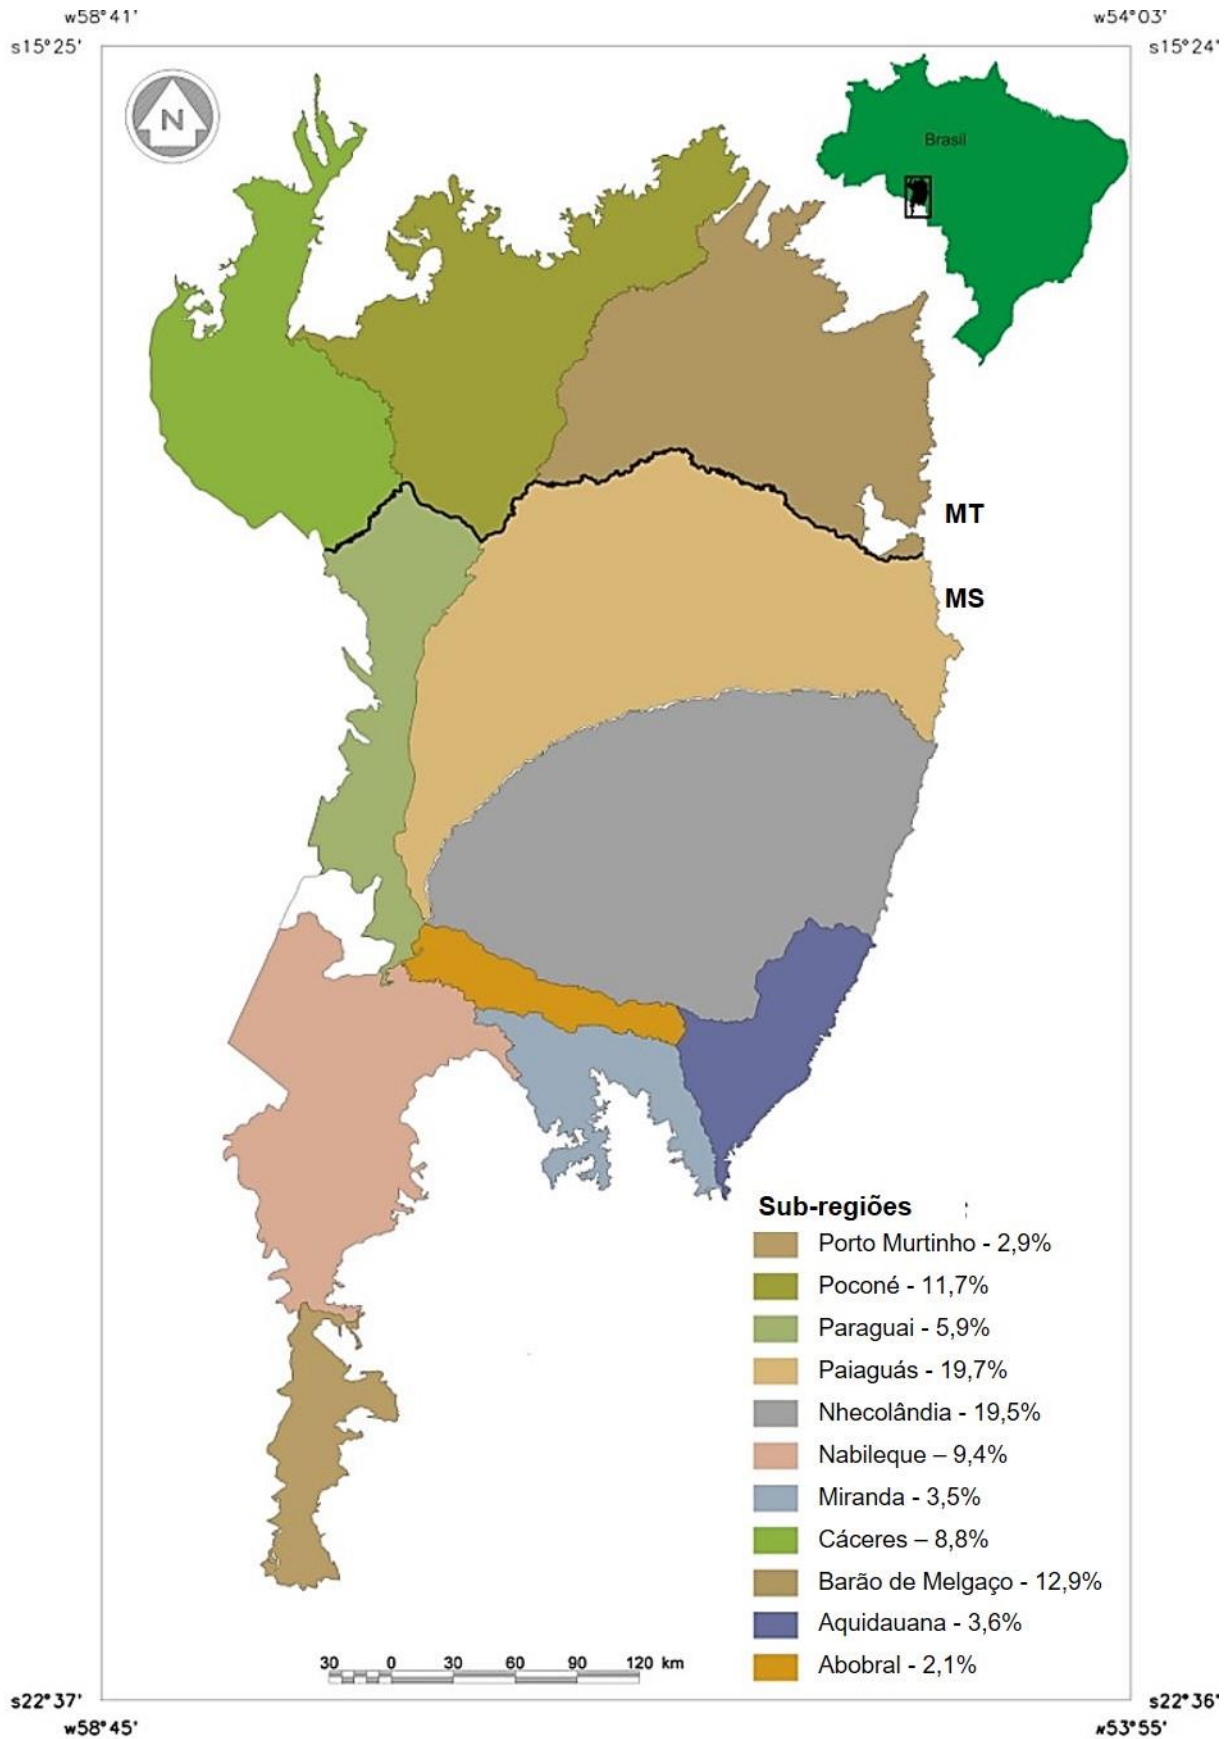 w58°41' w54°03'
s15°25' s15°24'
N
Brasil
MT
MS
Sub-regiões
Porto Murtinho - 2,9%
Poconé - 11,7%
Paraguai - 5,9%
Paiaguás - 19,7%
Nhecolândia - 19,5%
Nabileque – 9,4%
Miranda - 3,5%
Cáceres – 8,8%
Barão de Melgaço - 12,9%
Aquidauana - 3,6%
Abobral - 2,1%
30 0 30 60 90 120 km
s22°37' s22°36'
w58°45' w53°55'